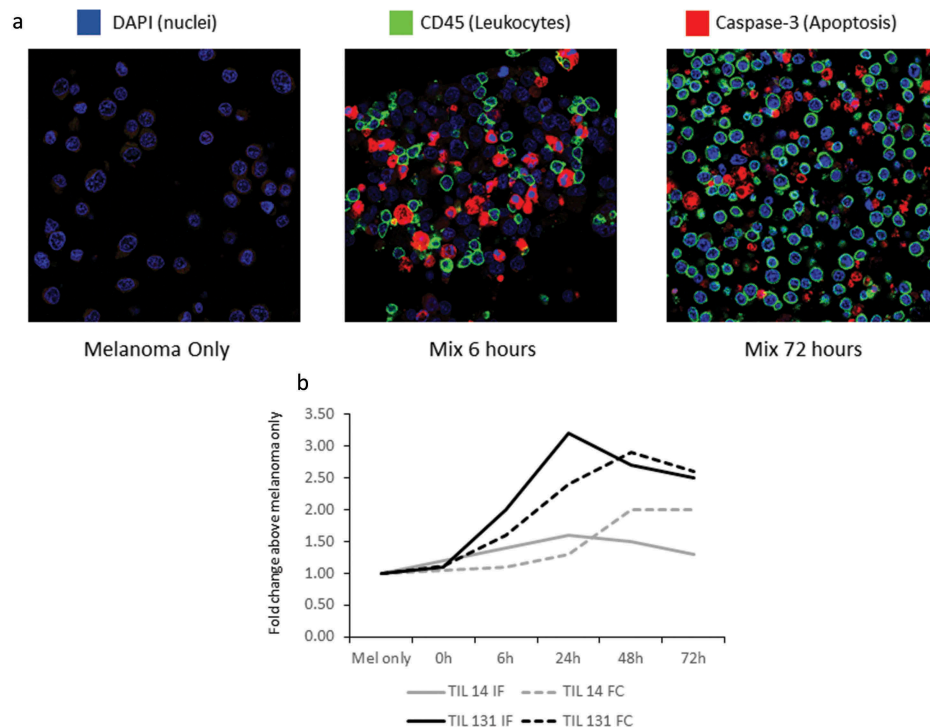 a
DAPI (nuclei) CD45 (Leukocytes) Caspase-3 (Apoptosis)
Melanoma Only Mix 6 hours Mix 72 hours
b
Fold change above melanoma only
3.50
3.00
2.50
2.00
1.50
1.00
0.50
0.00
Mel only 0h 6h 24h 48h 72h
TIL 14 IF TIL 14 FC
TIL 131 IF TIL 131 FC